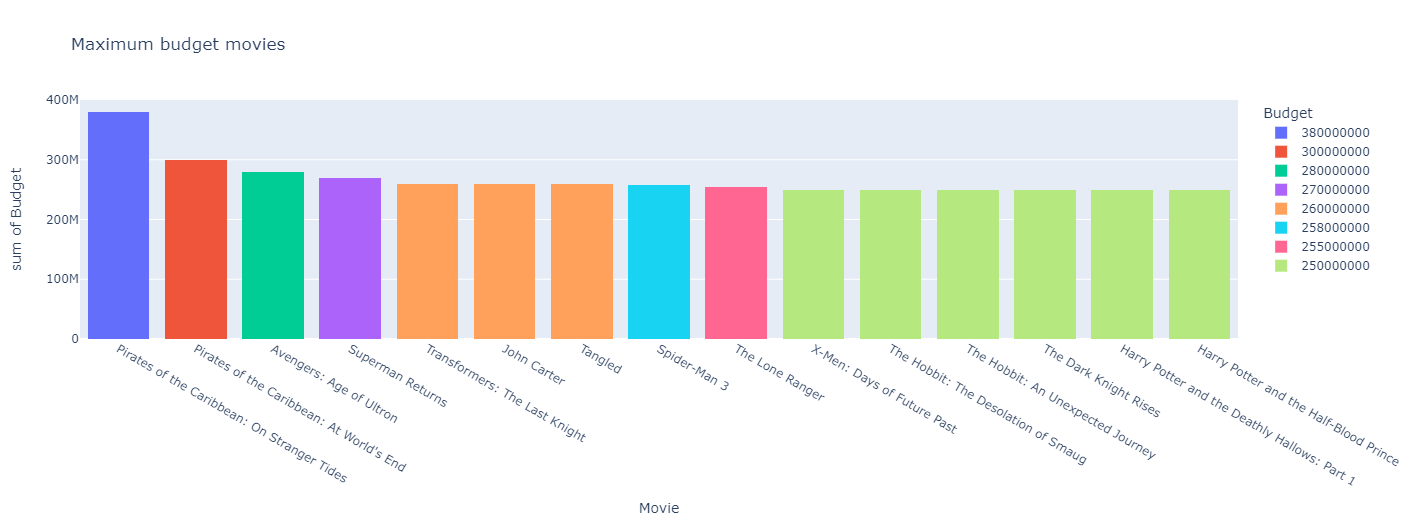 Maximum budget movies
sum of Budget
400M
300M
200M
100M
0
Pirates of the Caribbean: On Stranger Tides
Pirates of the Caribbean: At World's End
Avengers: Age of Ultron
Superman Returns
Transformers: The Last Knight
John Carter
Tangled
Spider-Man 3
The Lone Ranger
X-Men: Days of Future Past
The Hobbit: The Desolation of Smaug
The Hobbit: An Unexpected Journey
The Dark Knight Rises
Harry Potter and the Deathly Hallows: Part 1
Harry Potter and the Half-Blood Prince
Movie
Budget
380000000
300000000
280000000
270000000
260000000
258000000
255000000
250000000